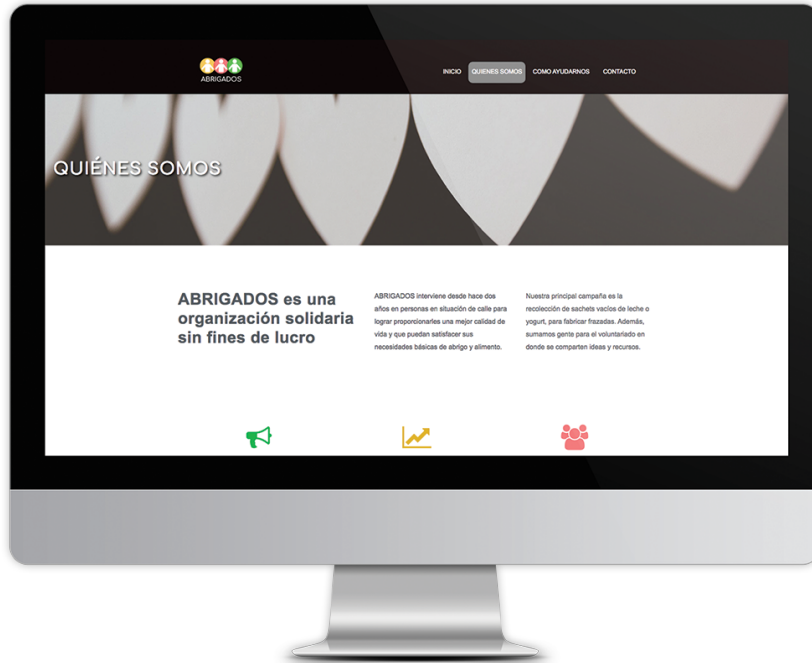 ABRIGADOS
INICIO QUIENES SOMOS COMO AYUDARNOS CONTACTO
QUIÉNES SOMOS
ABRIGADOS es una
organización solidaria
sin fines de lucro
ABRIGADOS interviene desde hace dos
años en personas en situación de calle para
lograr proporcionarles una mejor calidad de
vida y que puedan satisfacer sus
necesidades básicas de abrigo y alimento.
Nuestra principal campaña es la
recolección de sachets vacíos de leche o
yogurt, para fabricar frazadas. Además,
sumamos gente para el voluntariado en
donde se comparten ideas y recursos.